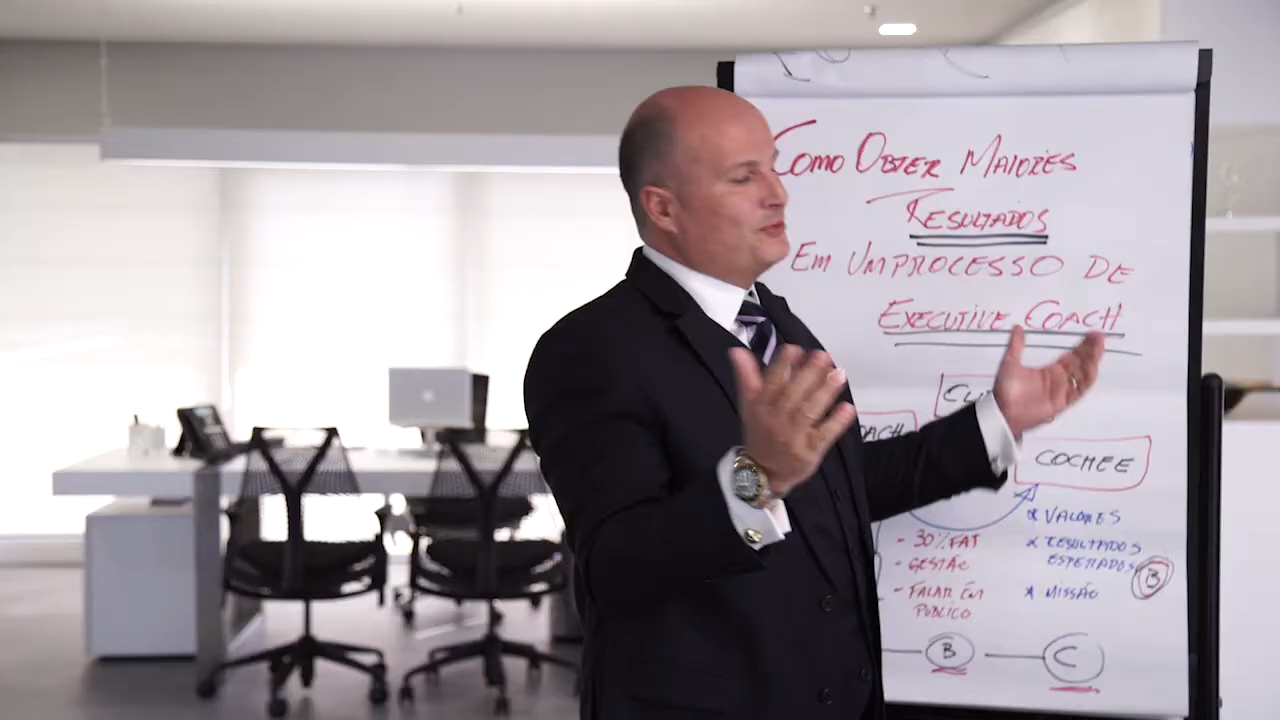 COMO OBTER MAIORES
RESULTADOS
EM UM PROCESSO DE
EXECUTIVE COACH
COCHEE
* VALORES
- 30% FAT
* RESULTADOS
ESPERADOS
B
- GESTÃO
- FALAR EM
PUBLICO
* MISSÃO
B
C